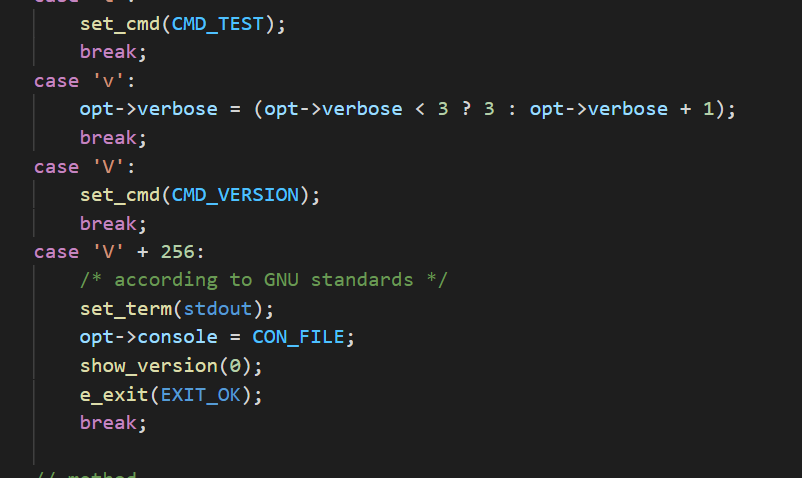 set_cmd(CMD_TEST);
break;
case 'v':
opt->verbose = (opt->verbose < 3 ? 3 : opt->verbose + 1);
break;
case 'V':
set_cmd(CMD_VERSION);
break;
case 'V' + 256:
/* according to GNU standards */
set_term(stdout);
opt->console = CON_FILE;
show_version(0);
e_exit(EXIT_OK);
break;
// method